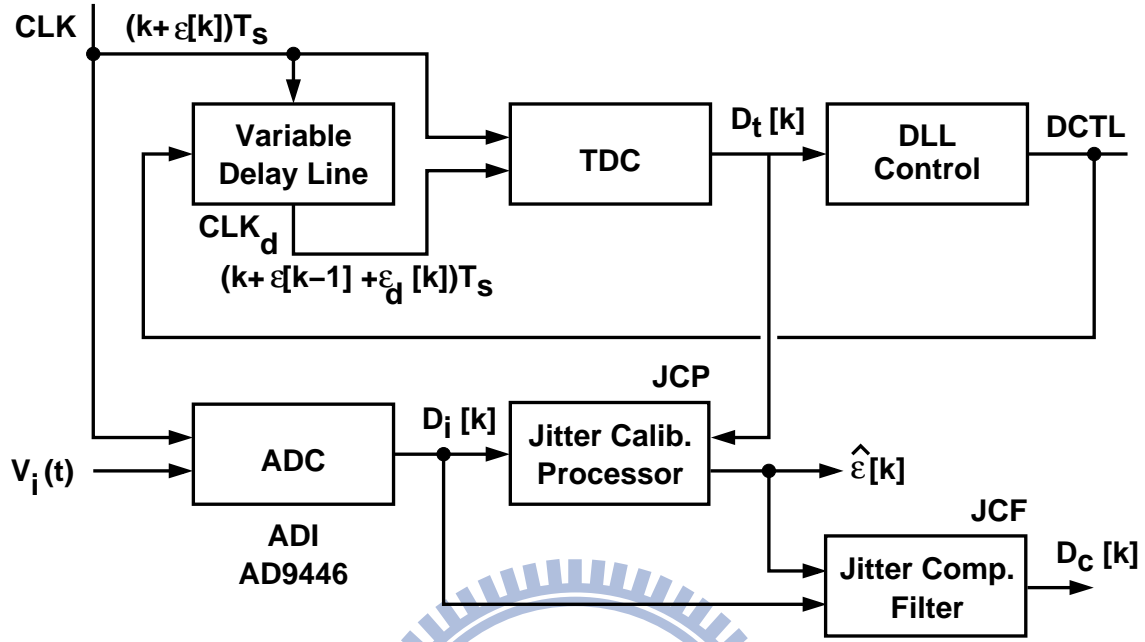 CLK
(k+ ε[k])Ts
Variable
Delay Line
TDC
Dt [k]
DLL
Control
DCTL
CLKd
(k+ ε[k−1] +εd [k])Ts
JCP
Vi (t)
ADC
Di [k]
Jitter Calib.
Processor
ε̂[k]
ADI
AD9446
JCF
Jitter Comp.
Filter
Dc [k]